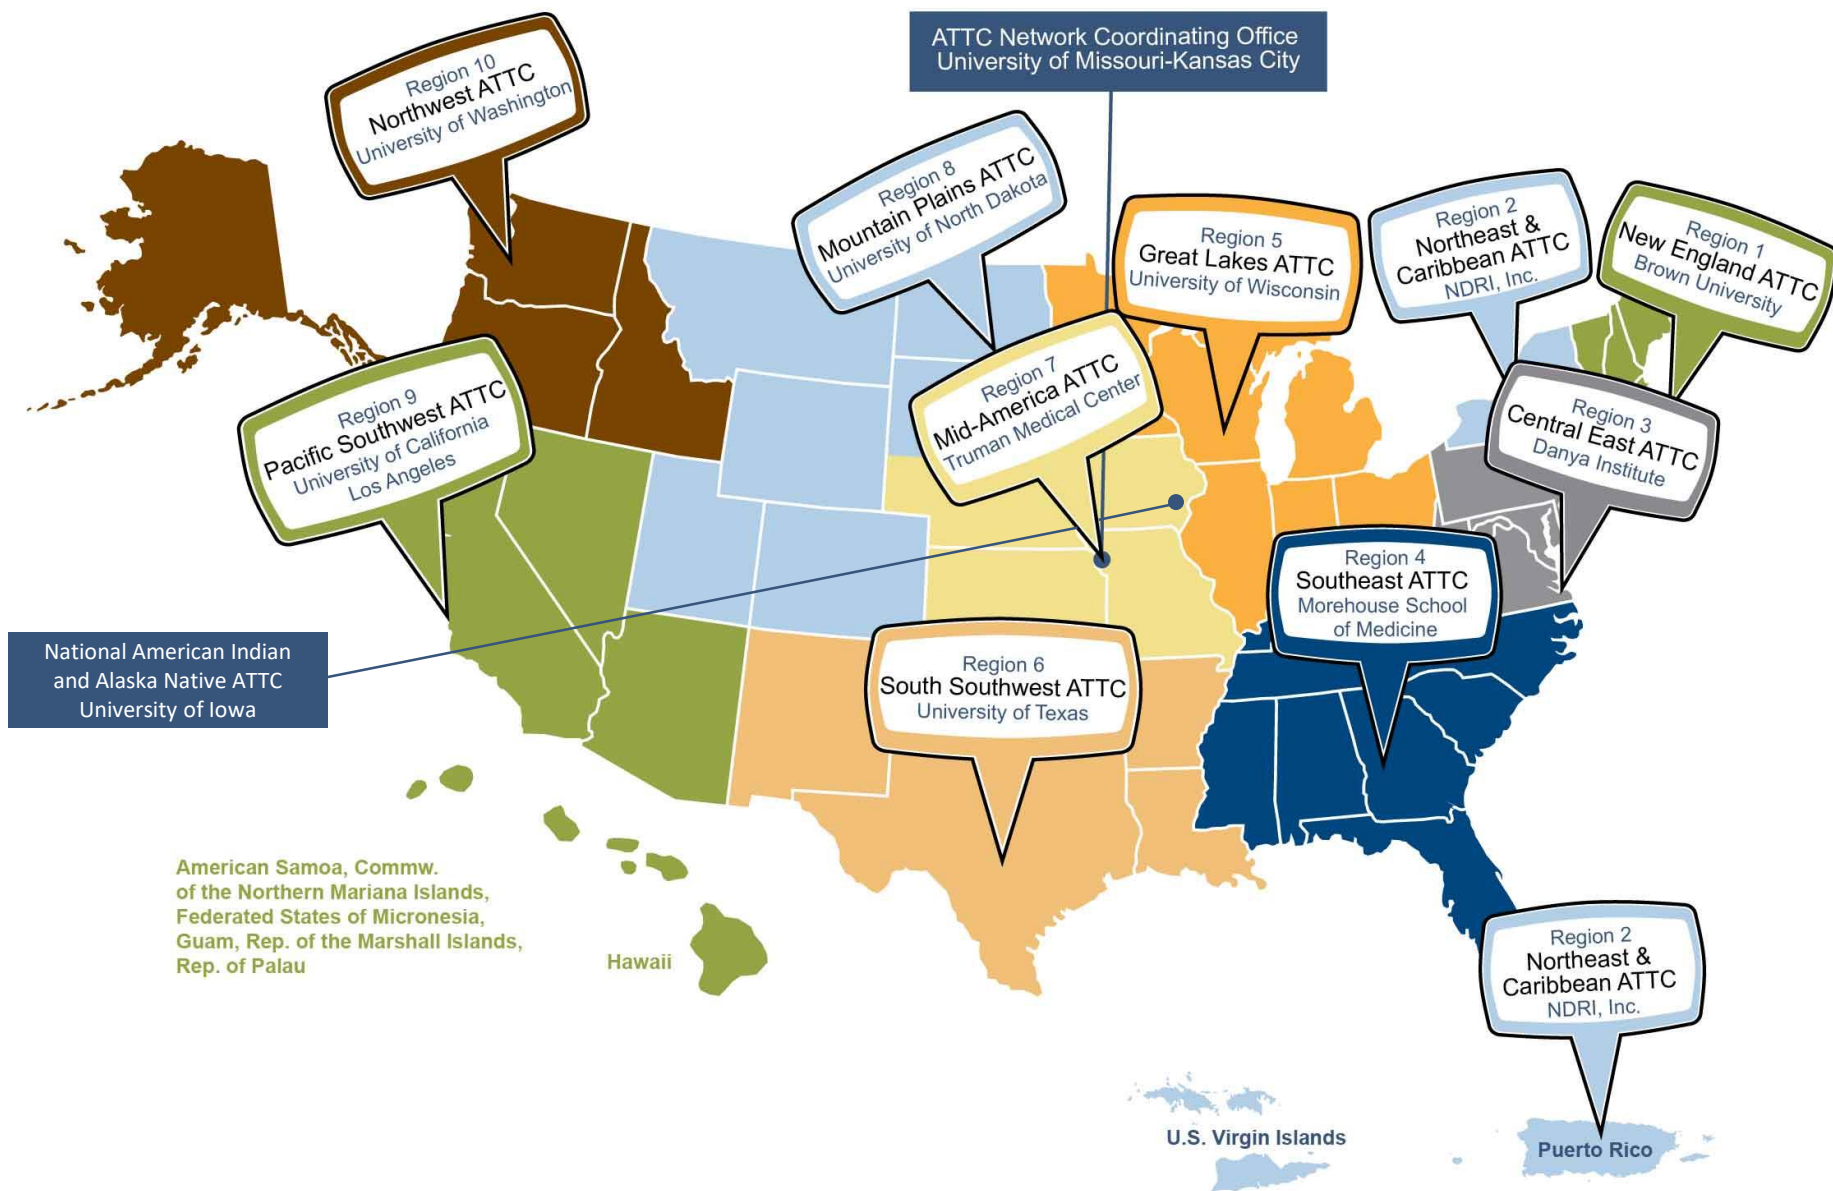 ATTC Network Coordinating Office
University of Missouri-Kansas City
Region 10
Northwest ATTC
University of Washington
Region 8
Mountain Plains ATTC
University of North Dakota
Region 5
Great Lakes ATTC
University of Wisconsin
Region 2
Northeast &
Caribbean ATTC
NDRI, Inc.
Region 1
New England ATTC
Brown University
Region 9
Pacific Southwest ATTC
University of California
Los Angeles
Region 7
Mid-America ATTC
Truman Medical Center
Region 3
Central East ATTC
Danya Institute
Region 4
Southeast ATTC
Morehouse School
of Medicine
National American Indian
and Alaska Native ATTC
University of Iowa
Region 6
South Southwest ATTC
University of Texas
American Samoa, Commw.
of the Northern Mariana Islands,
Federated States of Micronesia,
Guam, Rep. of the Marshall Islands,
Rep. of Palau
Hawaii
Region 2
Northeast &
Caribbean ATTC
NDRI, Inc.
U.S. Virgin Islands
Puerto Rico